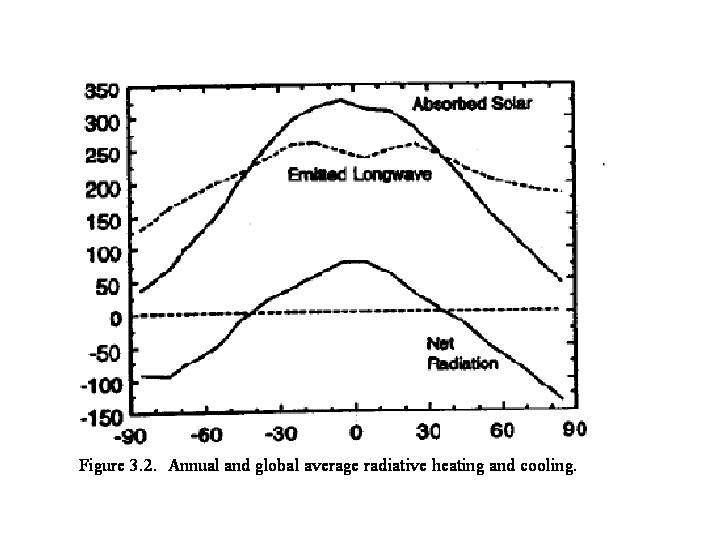 350
Absorbed Solar
300
250
Emitted Longwave
200
150
100
50
0
-50
Net
Radiation
-100
-150
-90 -60 -30 0 30 60 90
Figure 3.2. Annual and global average radiative heating and cooling.